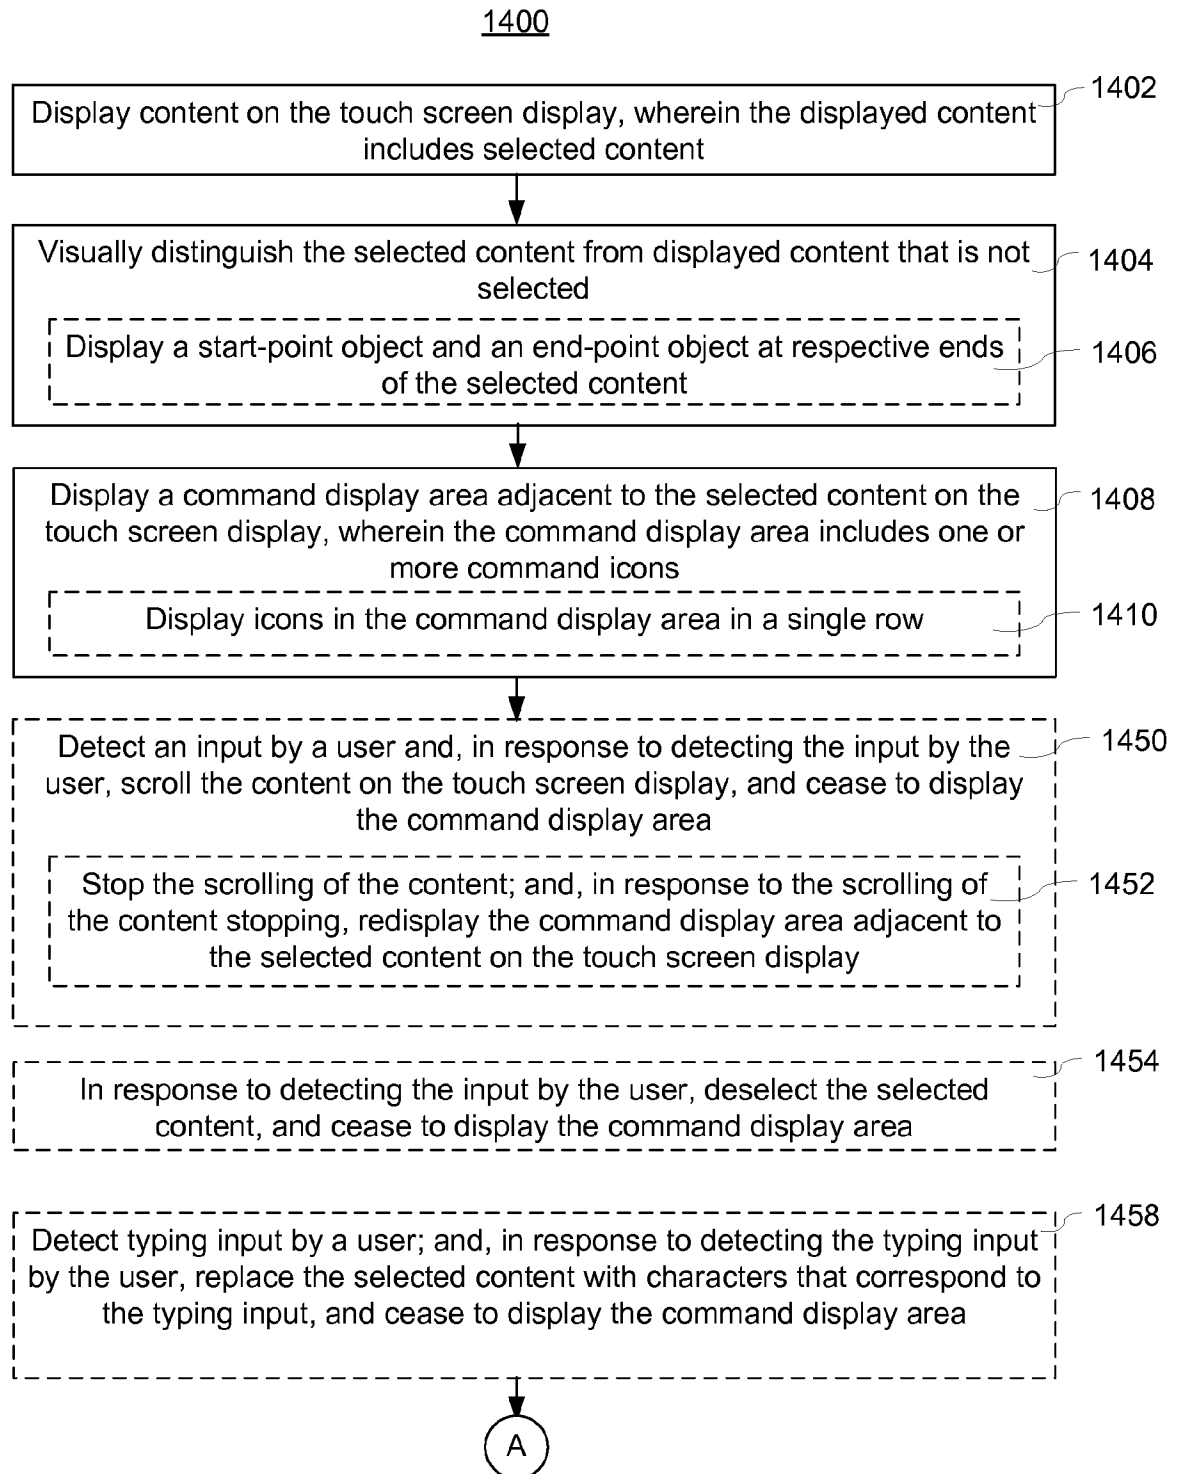 1400
1402
Display content on the touch screen display, wherein the displayed content
includes selected content
Visually distinguish the selected content from displayed content that is not
selected
1404
Display a start-point object and an end-point object at respective ends
of the selected content
1406
Display a command display area adjacent to the selected content on the
touch screen display, wherein the command display area includes one or
more command icons
1408
Display icons in the command display area in a single row
1410
Detect an input by a user and, in response to detecting the input by the
user, scroll the content on the touch screen display, and cease to display
the command display area
1450
Stop the scrolling of the content; and, in response to the scrolling of
the content stopping, redisplay the command display area adjacent to
the selected content on the touch screen display
1452
1454
In response to detecting the input by the user, deselect the selected
content, and cease to display the command display area
1458
Detect typing input by a user; and, in response to detecting the typing input
by the user, replace the selected content with characters that correspond to
the typing input, and cease to display the command display area
A